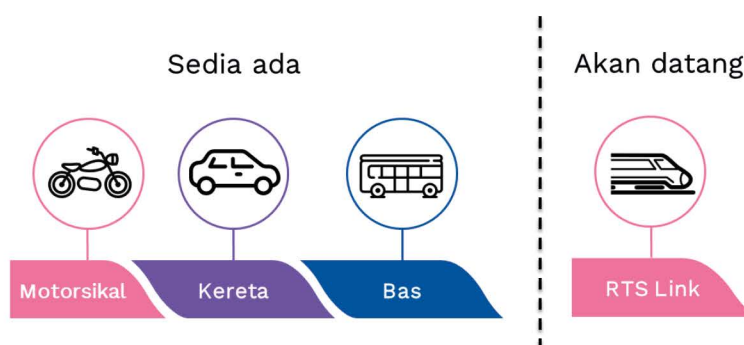 Sedia ada
Akan datang
Motorsikal
Kereta
Bas
RTS Link